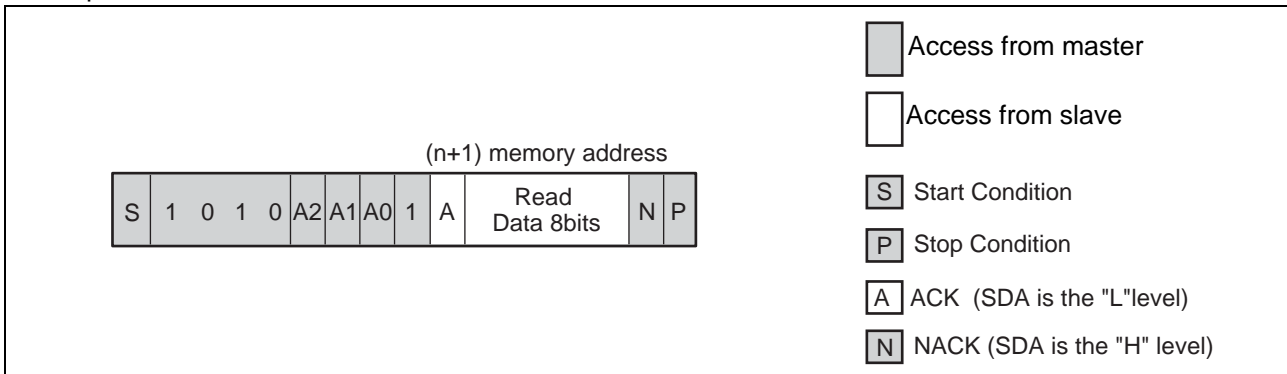 Access from master
Access from slave
(n+1) memory address
S 1 0 1 0 A2 A1 A0 1 A Read Data 8bits N P
S Start Condition
P Stop Condition
A ACK (SDA is the "L"level)
N NACK (SDA is the "H" level)